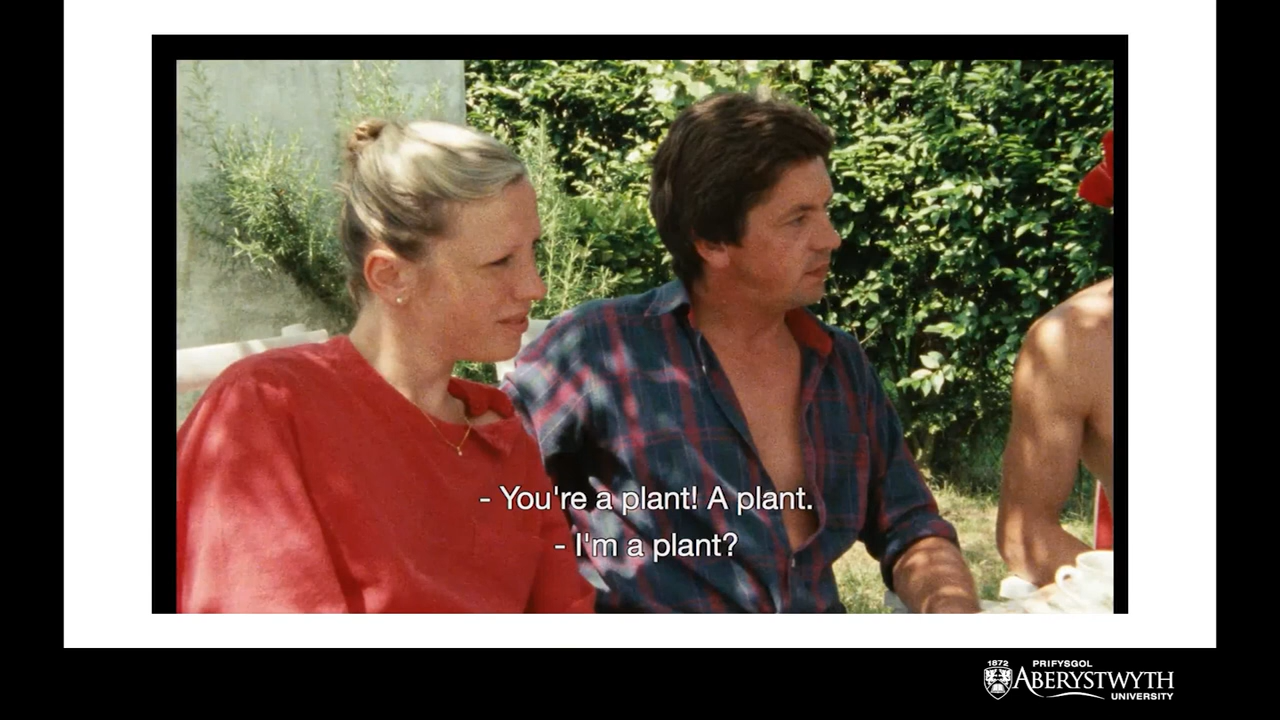 - You're a plant! A plant.
- I'm a plant?
1872
PRIFYSGOL
ABERYSTWYTH
UNIVERSITY